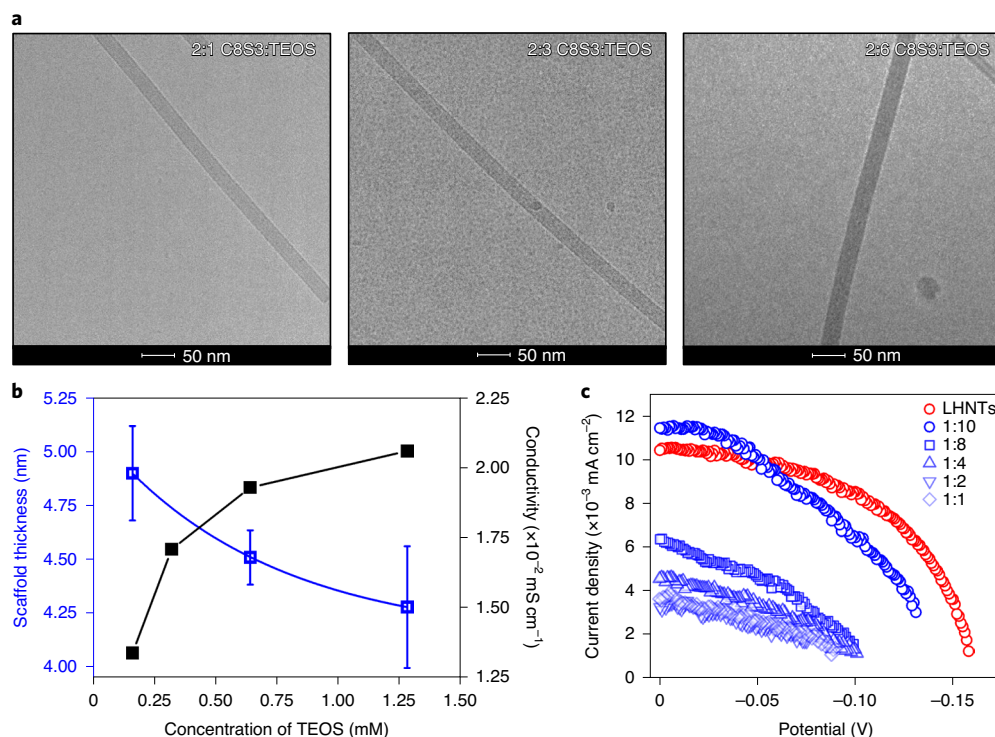 a
2:1 C8S3:TEOS
2:3 C8S3:TEOS
2:6 C8S3:TEOS
50 nm
50 nm
50 nm
b
5.25
5.00
4.75
4.50
4.25
4.00
Scaffold thickness (nm)
2.25
2.00
1.75
1.50
1.25
Conductivity (×10⁻² mS cm⁻¹)
0
0.25
0.50
0.75
1.00
1.25
1.50
Concentration of TEOS (mM)
c
12
10
8
6
4
2
0
Current density (×10⁻³ mA cm⁻²)
LHNTs
1:10
1:8
1:4
1:2
1:1
0
−0.05
−0.10
−0.15
Potential (V)